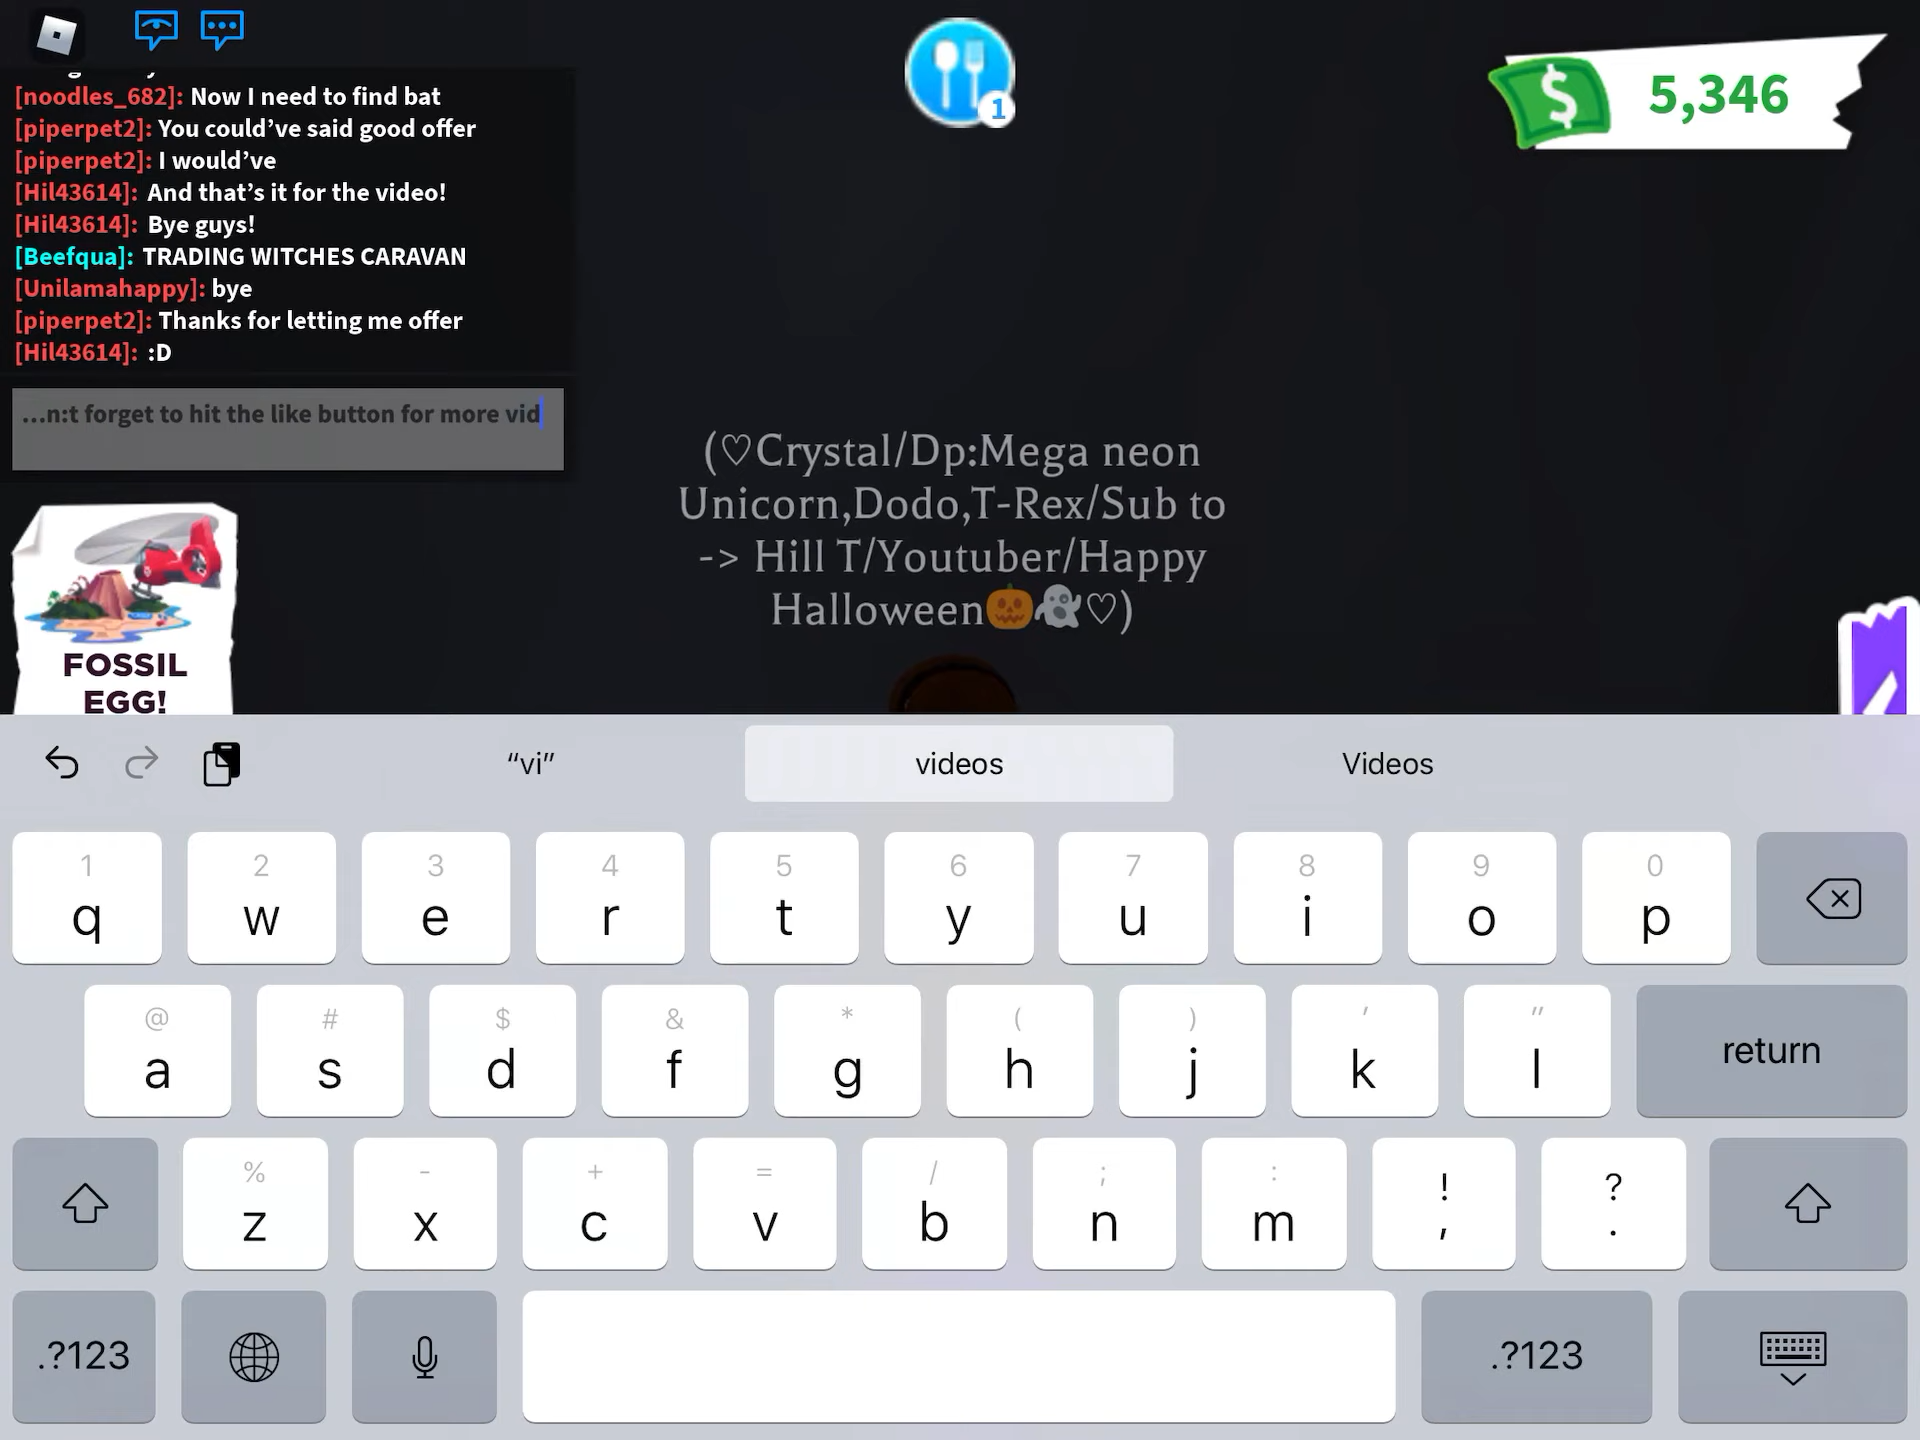 [noodles_682]: Now I need to find bat
[piperpet2]: You could’ve said good offer
[piperpet2]: I would’ve
[Hil43614]: And that’s it for the video!
[Hil43614]: Bye guys!
[Beefqua]: TRADING WITCHES CARAVAN
[Unilamahappy]: bye
[piperpet2]: Thanks for letting me offer
[Hil43614]: :D
...n:t forget to hit the like button for more vid
1
$ 5,346
(♡Crystal/Dp:Mega neon
Unicorn,Dodo,T-Rex/Sub to
-> Hill T/Youtuber/Happy
Halloween🎃👻♡)
FOSSIL
EGG!
“vi” videos Videos
1 2 3 4 5 6 7 8 9 0
q w e r t y u i o p
@ # $ & * ( ) ' "
a s d f g h j k l return
% - + = / ; : ! ?
z x c v b n m , .
.?123 .?123